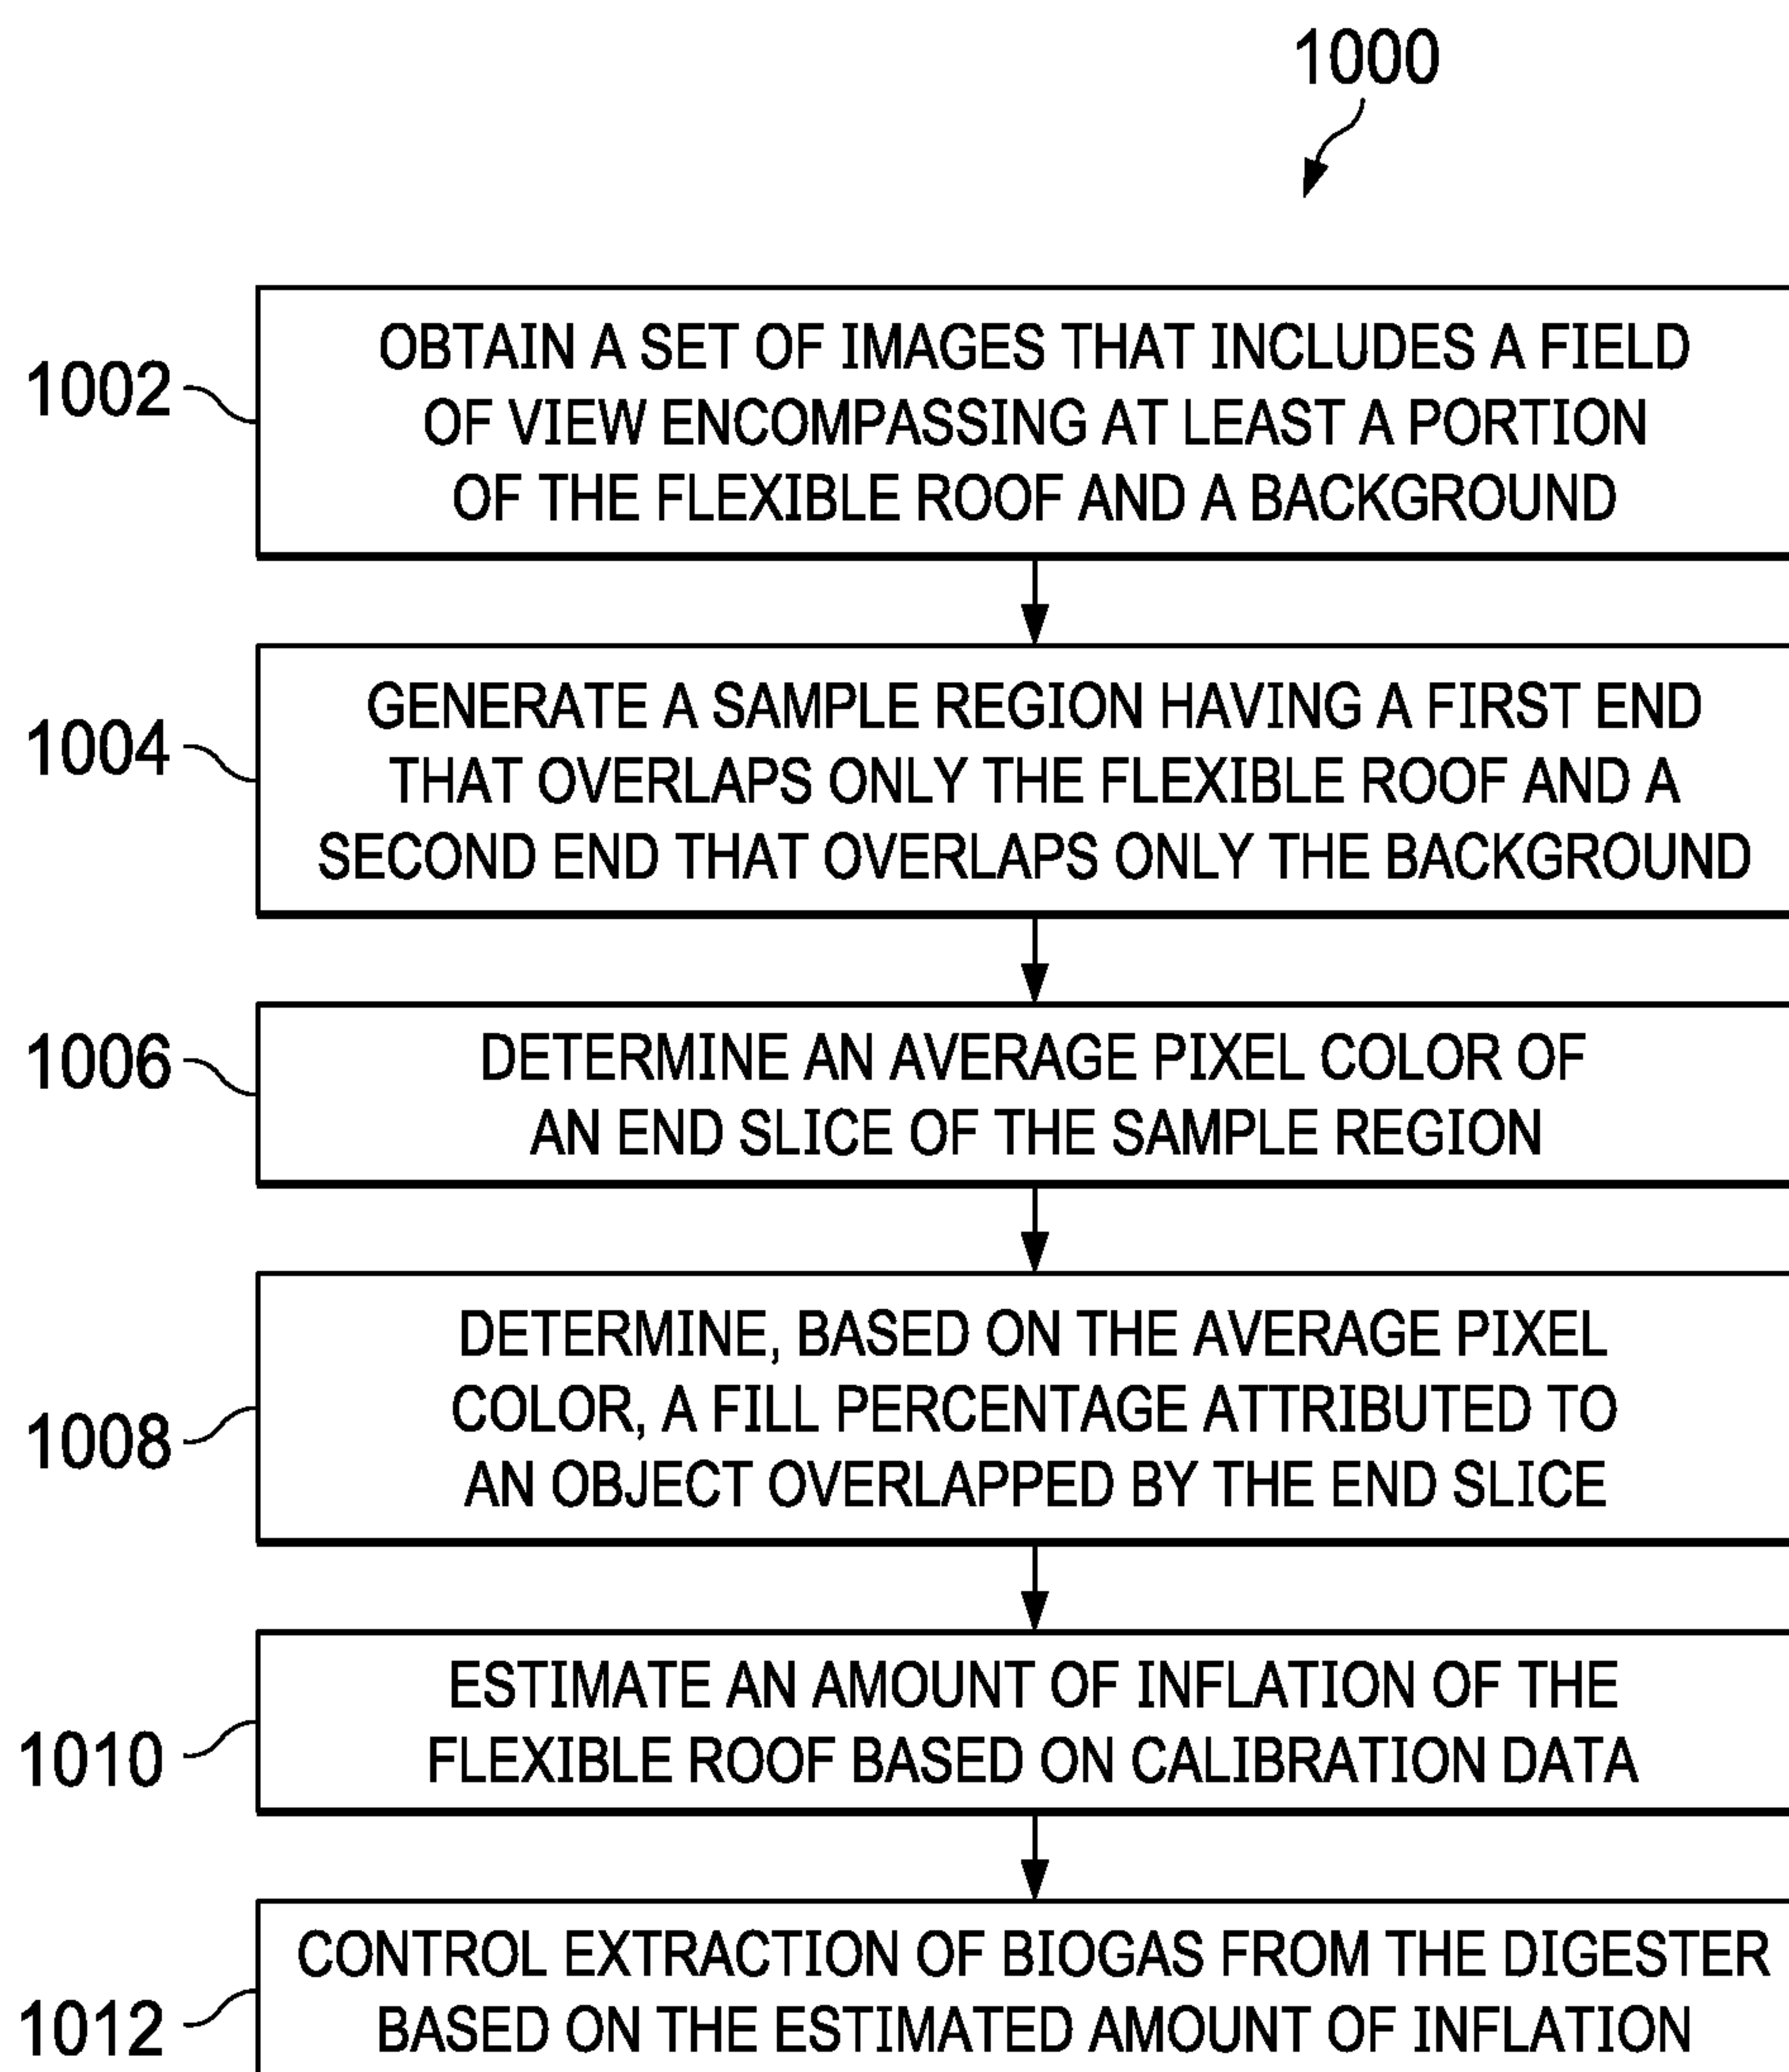 1000
1002
OBTAIN A SET OF IMAGES THAT INCLUDES A FIELD
OF VIEW ENCOMPASSING AT LEAST A PORTION
OF THE FLEXIBLE ROOF AND A BACKGROUND
1004
GENERATE A SAMPLE REGION HAVING A FIRST END
THAT OVERLAPS ONLY THE FLEXIBLE ROOF AND A
SECOND END THAT OVERLAPS ONLY THE BACKGROUND
1006
DETERMINE AN AVERAGE PIXEL COLOR OF
AN END SLICE OF THE SAMPLE REGION
1008
DETERMINE, BASED ON THE AVERAGE PIXEL
COLOR, A FILL PERCENTAGE ATTRIBUTED TO
AN OBJECT OVERLAPPED BY THE END SLICE
1010
ESTIMATE AN AMOUNT OF INFLATION OF THE
FLEXIBLE ROOF BASED ON CALIBRATION DATA
1012
CONTROL EXTRACTION OF BIOGAS FROM THE DIGESTER
BASED ON THE ESTIMATED AMOUNT OF INFLATION